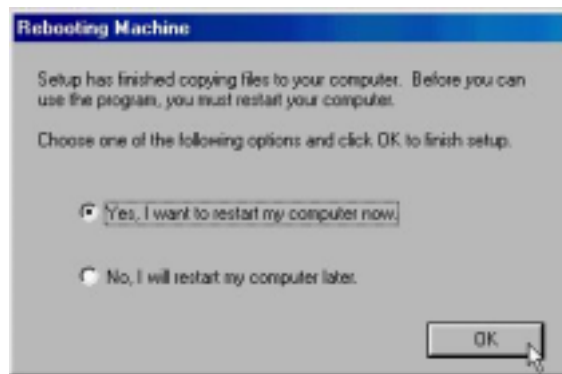 Rebooting Machine
Setup has finished copying files to your computer. Before you can
use the program, you must restart your computer.
Choose one of the following options and click OK to finish setup.
Yes, I want to restart my computer now.
No, I will restart my computer later.
OK